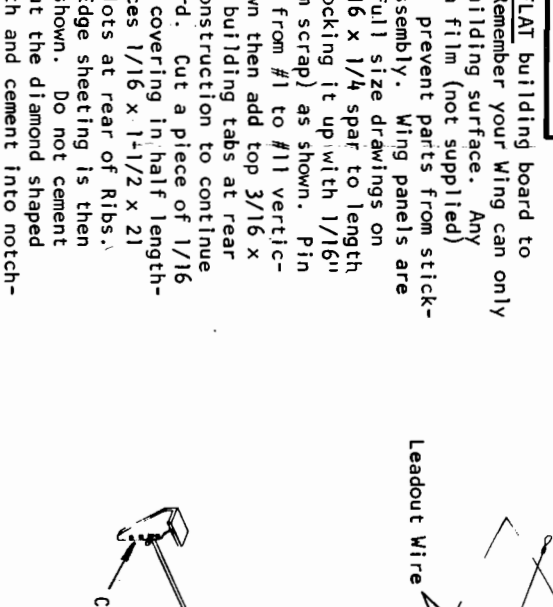 FLAT building board to
Remember your Wing can only
building surface. Any
film (not supplied)
prevent parts from stick-
sembly. Wing panels are
full size drawings on
16 x 1/4 spar to length
ocking it up with 1/16"
m scrap) as shown. Pin
from #1 to #11 vertic-
wn then add top 3/16 x
building tabs at rear
onstruction to continue
rd. Cut a piece of 1/16
covering in half length-
ces 1/16 x 1-1/2 x 21
lots at rear of Ribs.
Edge sheeting is then
shown. Do not cement
at the diamond shaped
ch and cement into notch-
Leadout Wire
C